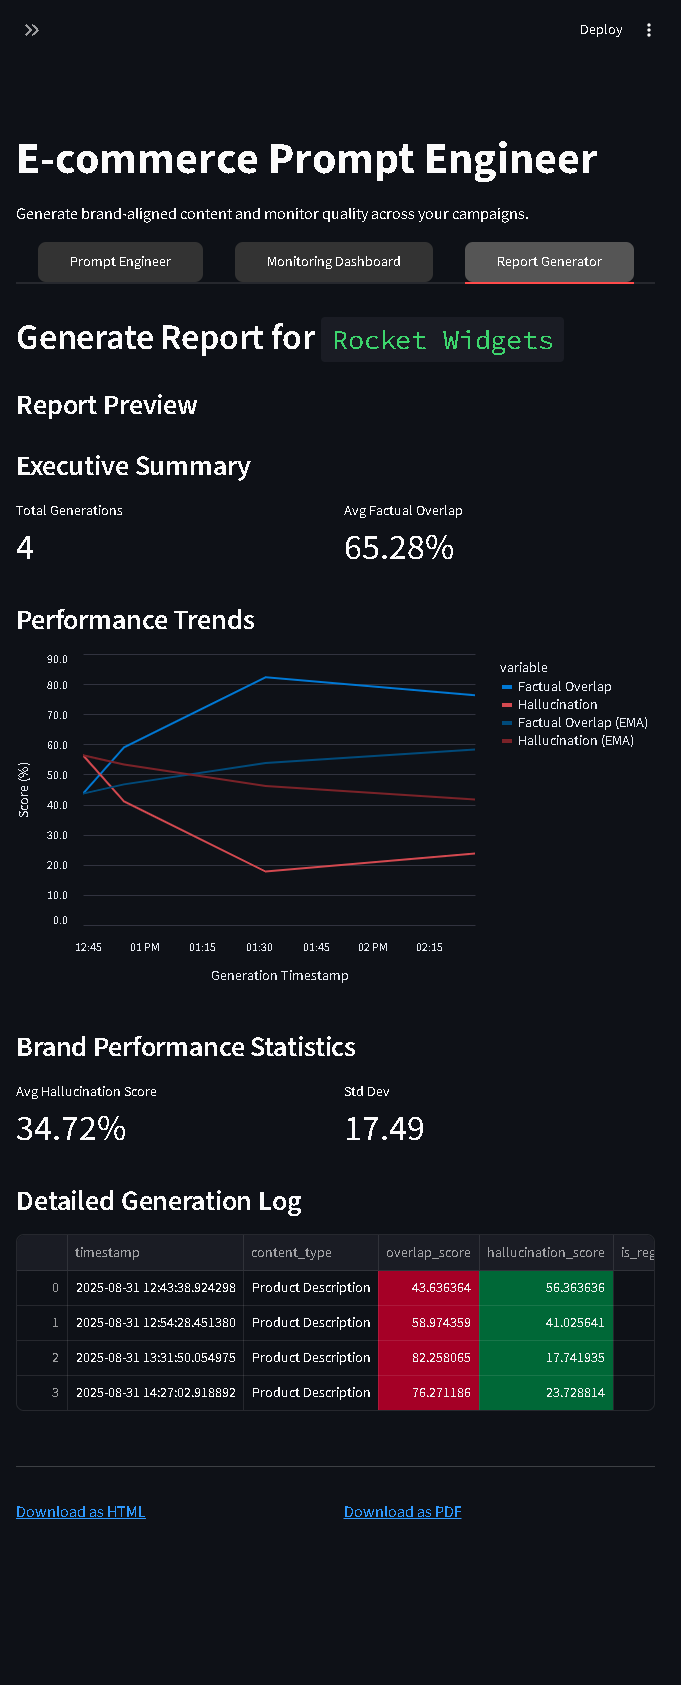 Deploy
E-commerce Prompt Engineer
Generate brand-aligned content and monitor quality across your campaigns.
Prompt Engineer Monitoring Dashboard Report Generator
Generate Report for Rocket Widgets
Report Preview
Executive Summary
Total Generations Avg Factual Overlap
4 65.28%
Performance Trends
variable
Factual Overlap
Hallucination
Factual Overlap (EMA)
Hallucination (EMA)
Score (%)
90.0
80.0
70.0
60.0
50.0
40.0
30.0
20.0
10.0
0.0
12:45 01 PM 01:15 01:30 01:45 02 PM 02:15
Generation Timestamp
Brand Performance Statistics
Avg Hallucination Score Std Dev
34.72% 17.49
Detailed Generation Log
timestamp content_type overlap_score hallucination_score is_reg
0 2025-08-31 12:43:38.924298 Product Description 43.636364 56.363636
1 2025-08-31 12:54:28.451380 Product Description 58.974359 41.025641
2 2025-08-31 13:31:50.054975 Product Description 82.258065 17.741935
3 2025-08-31 14:27:02.918892 Product Description 76.271186 23.728814
Download as HTML Download as PDF